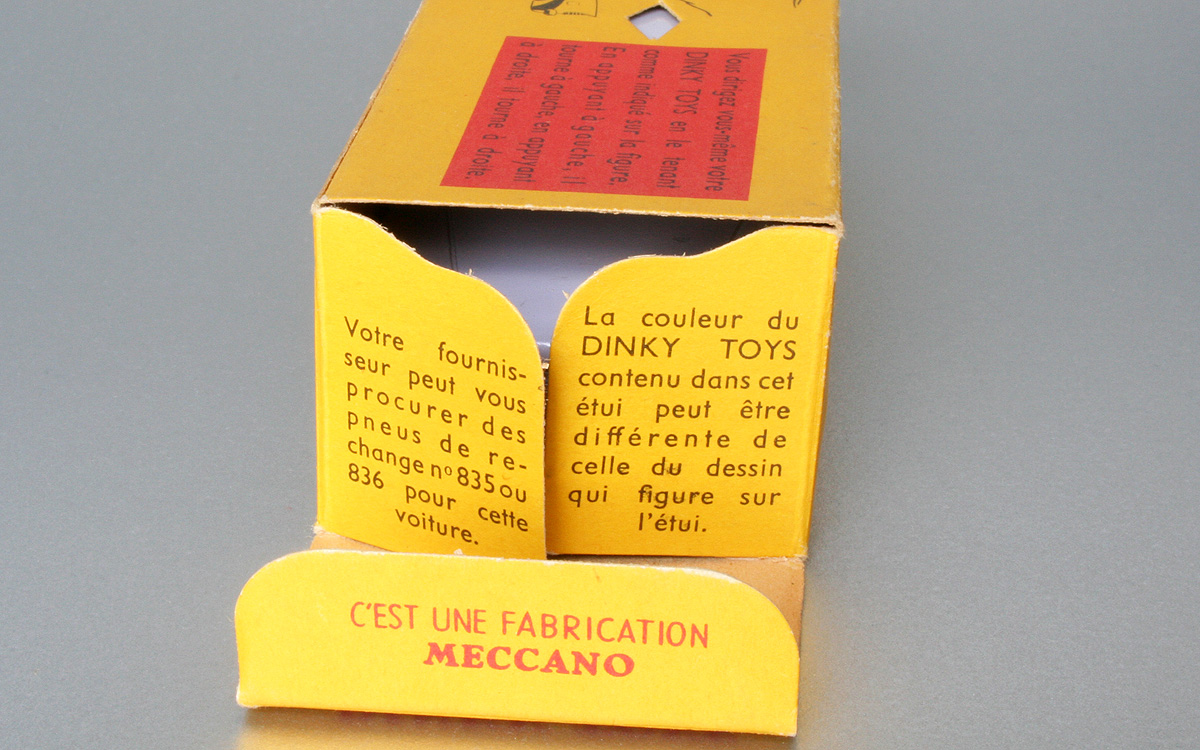 Vous dirigez vous-même votre
DINKY TOYS en le tenant
comme indiqué sur la figure.
En appuyant à gauche, il
tourne à gauche, en appuyant
à droite, il tourne à droite.
Votre fournis-
seur peut vous
procurer des
pneus de re-
change nº 835 ou
836 pour cette
voiture.
La couleur du
DINKY TOYS
contenu dans cet
étui peut être
différente de
celle du dessin
qui figure sur
l'étui.
C'EST UNE FABRICATION
MECCANO